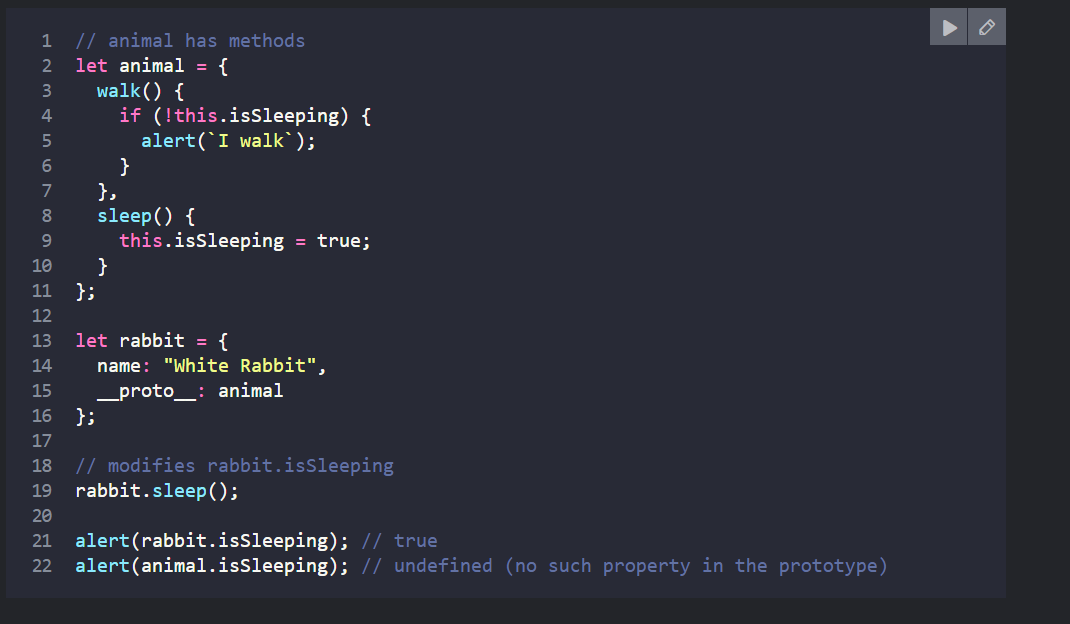 1 // animal has methods
2 let animal = {
3   walk() {
4     if (!this.isSleeping) {
5       alert(`I walk`);
6     }
7   },
8   sleep() {
9     this.isSleeping = true;
10   }
11 };
12
13 let rabbit = {
14   name: "White Rabbit",
15   __proto__: animal
16 };
17
18 // modifies rabbit.isSleeping
19 rabbit.sleep();
20
21 alert(rabbit.isSleeping); // true
22 alert(animal.isSleeping); // undefined (no such property in the prototype)